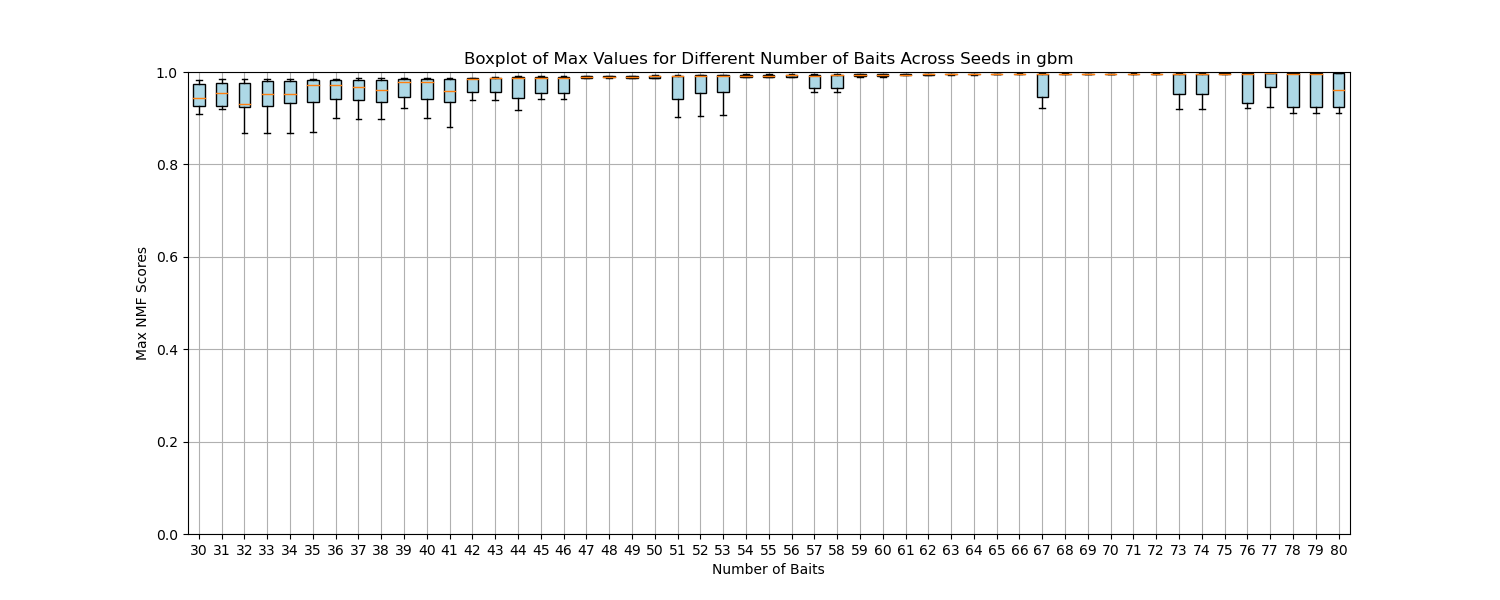 Boxplot of Max Values for Different Number of Baits Across Seeds in gbm
1.0
0.8
0.6
0.4
0.2
0.0
Max NMF Scores
30 31 32 33 34 35 36 37 38 39 40 41 42 43 44 45 46 47 48 49 50 51 52 53 54 55 56 57 58 59 60 61 62 63 64 65 66 67 68 69 70 71 72 73 74 75 76 77 78 79 80
Number of Baits